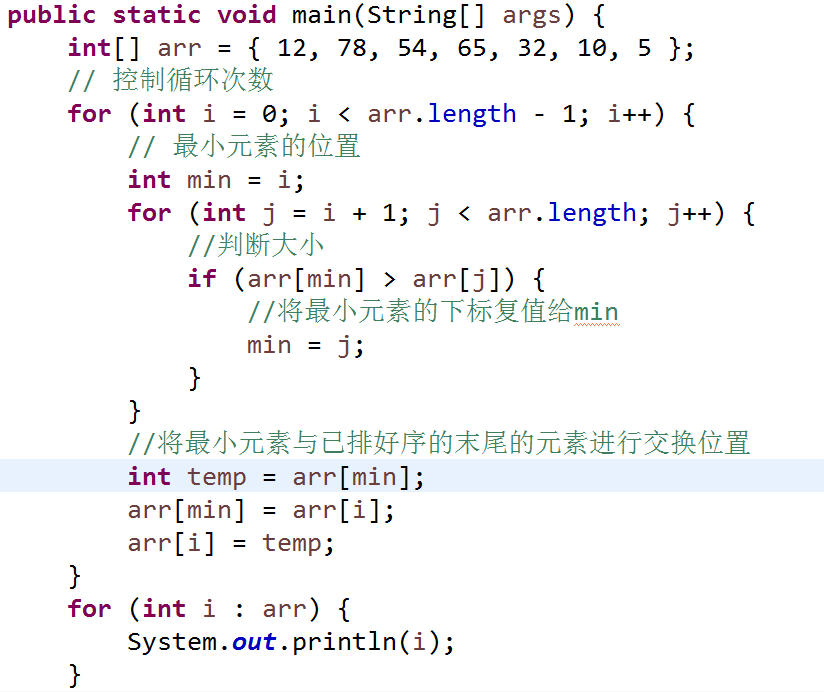 public static void main(String[] args) {
    int[] arr = { 12, 78, 54, 65, 32, 10, 5 };
    // 控制循环次数
    for (int i = 0; i < arr.length - 1; i++) {
        // 最小元素的位置
        int min = i;
        for (int j = i + 1; j < arr.length; j++) {
            //判断大小
            if (arr[min] > arr[j]) {
                //将最小元素的下标复值给min
                min = j;
            }
        }
        //将最小元素与已排好序的末尾的元素进行交换位置
        int temp = arr[min];
        arr[min] = arr[i];
        arr[i] = temp;
    }
    for (int i : arr) {
        System.out.println(i);
    }